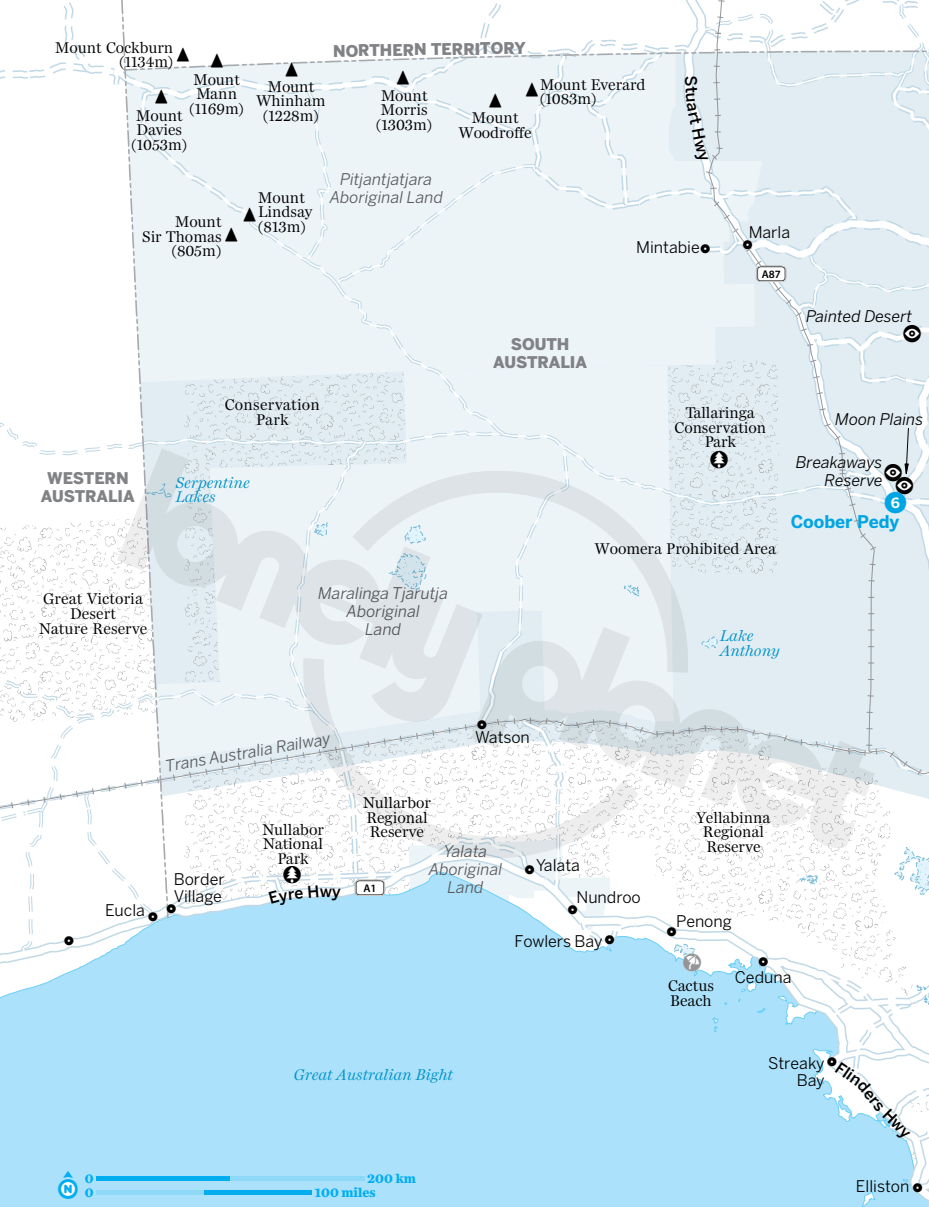 Mount Cockburn
(1134m)
NORTHERN TERRITORY
Mount
Mann
(1169m)
Mount
Whinham
(1228m)
Mount
Morris
(1303m)
Mount
Woodroffe
Mount Everard
(1083m)
Mount
Davies
(1053m)
Stuart Hwy
Pitjantjatjara
Aboriginal Land
Mount
Lindsay
(813m)
Mount
Sir Thomas
(805m)
Mintabie
Marla
A87
Painted Desert
SOUTH
AUSTRALIA
Conservation
Park
Tallaringa
Conservation
Park
Moon Plains
Breakaways
Reserve
6
Coober Pedy
WESTERN
AUSTRALIA
Serpentine
Lakes
Woomera Prohibited Area
Great Victoria
Desert
Nature Reserve
Maralinga Tjarutja
Aboriginal
Land
Lake
Anthony
lonely planet
Watson
Trans Australia Railway
Nullarbor
Regional
Reserve
Nullabor
National
Park
Yellabinna
Regional
Reserve
Yalata
Aboriginal
Land
Yalata
Border
Village
Eyre Hwy
A1
Eucla
Nundroo
Penong
Fowlers Bay
Ceduna
Cactus
Beach
Great Australian Bight
Streaky
Bay
Flinders Hwy
Elliston
N
0 200 km
0 100 miles